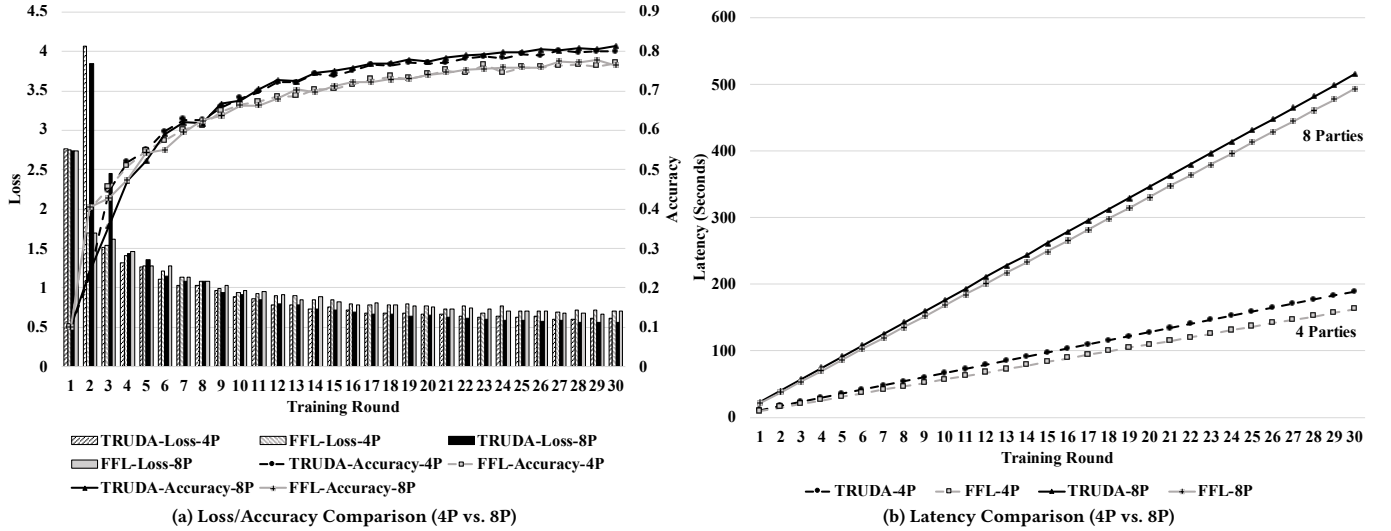 4.5
4
3.5
3
2.5
2
1.5
1
0.5
0
Loss
0.9
0.8
0.7
0.6
0.5
0.4
0.3
0.2
0.1
0
Accuracy
1 2 3 4 5 6 7 8 9 10 11 12 13 14 15 16 17 18 19 20 21 22 23 24 25 26 27 28 29 30
Training Round
TRUDA-Loss-4P FFL-Loss-4P TRUDA-Loss-8P
FFL-Loss-8P TRUDA-Accuracy-4P FFL-Accuracy-4P
TRUDA-Accuracy-8P FFL-Accuracy-8P
(a) Loss/Accuracy Comparison (4P vs. 8P)
600
500
400
300
200
100
0
Latency (Seconds)
8 Parties
4 Parties
1 2 3 4 5 6 7 8 9 10 11 12 13 14 15 16 17 18 19 20 21 22 23 24 25 26 27 28 29 30
Training Round
TRUDA-4P FFL-4P TRUDA-8P FFL-8P
(b) Latency Comparison (4P vs. 8P)